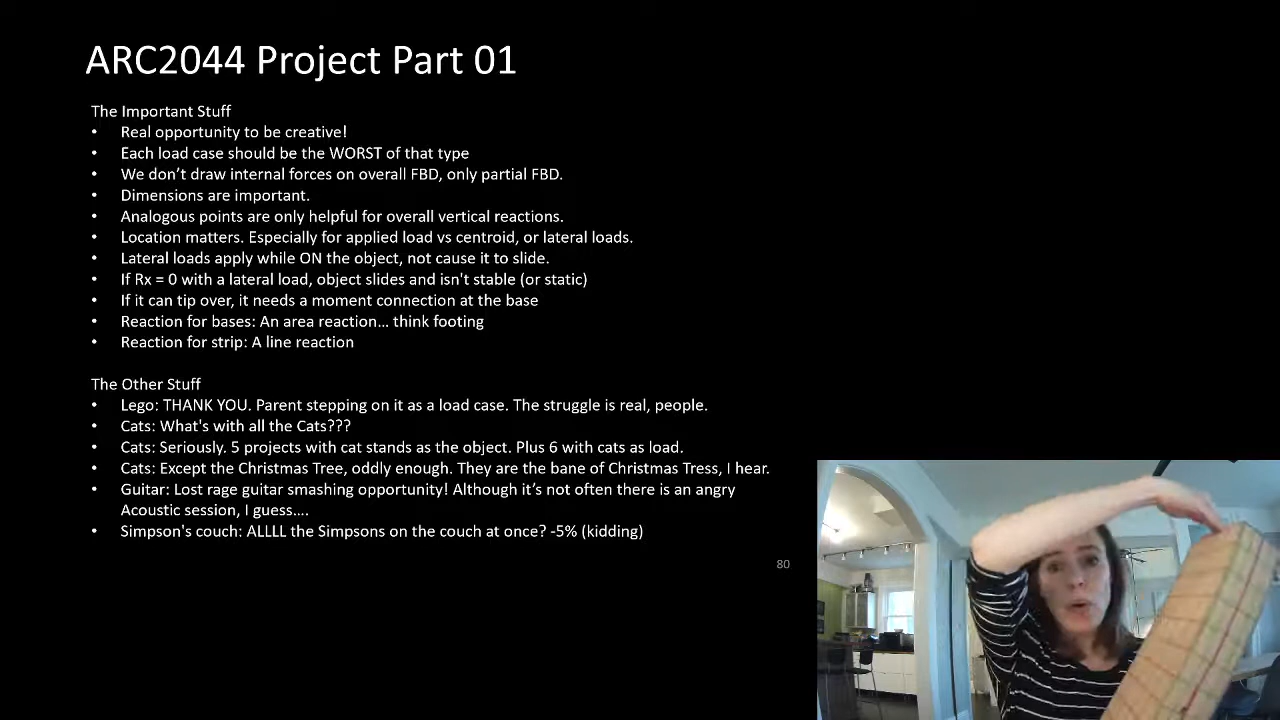 ARC2044 Project Part 01
The Important Stuff
• Real opportunity to be creative!
• Each load case should be the WORST of that type
• We don't draw internal forces on overall FBD, only partial FBD.
• Dimensions are important.
• Analogous points are only helpful for overall vertical reactions.
• Location matters. Especially for applied load vs centroid, or lateral loads.
• Lateral loads apply while ON the object, not cause it to slide.
• If Rx = 0 with a lateral load, object slides and isn't stable (or static)
• If it can tip over, it needs a moment connection at the base
• Reaction for bases: An area reaction… think footing
• Reaction for strip: A line reaction
The Other Stuff
• Lego: THANK YOU. Parent stepping on it as a load case. The struggle is real, people.
• Cats: What's with all the Cats???
• Cats: Seriously. 5 projects with cat stands as the object. Plus 6 with cats as load.
• Cats: Except the Christmas Tree, oddly enough. They are the bane of Christmas Tress, I hear.
• Guitar: Lost rage guitar smashing opportunity! Although it's not often there is an angry
Acoustic session, I guess….
• Simpson's couch: ALLLL the Simpsons on the couch at once? -5% (kidding)
80